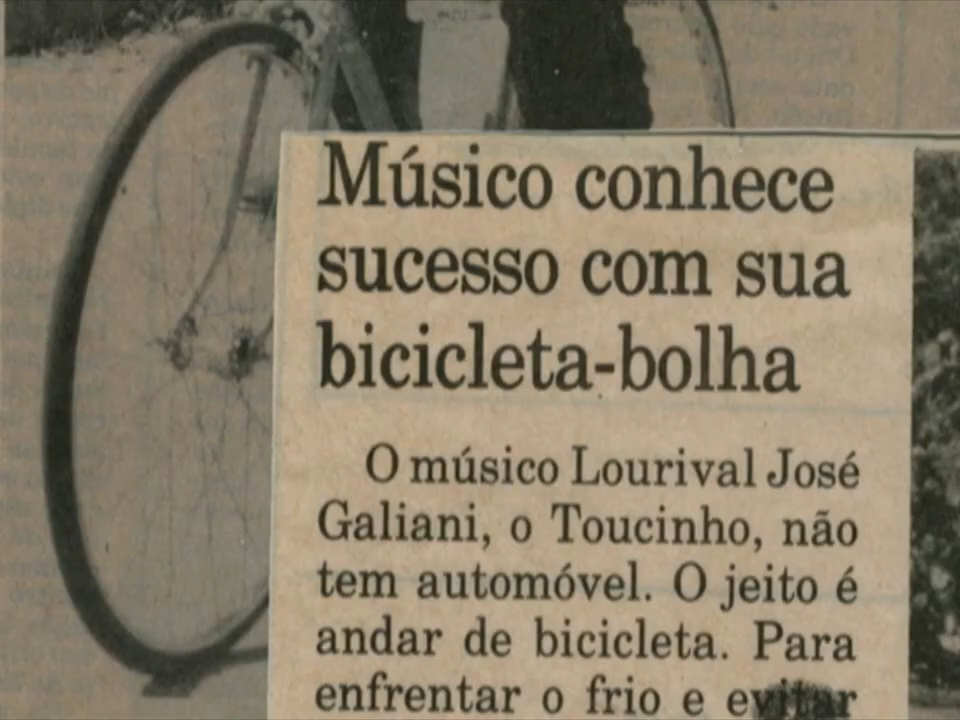 Músico conhece
sucesso com sua
bicicleta-bolha
O músico Lourival José
Galiani, o Toucinho, não
tem automóvel. O jeito é
andar de bicicleta. Para
enfrentar o frio e evitar